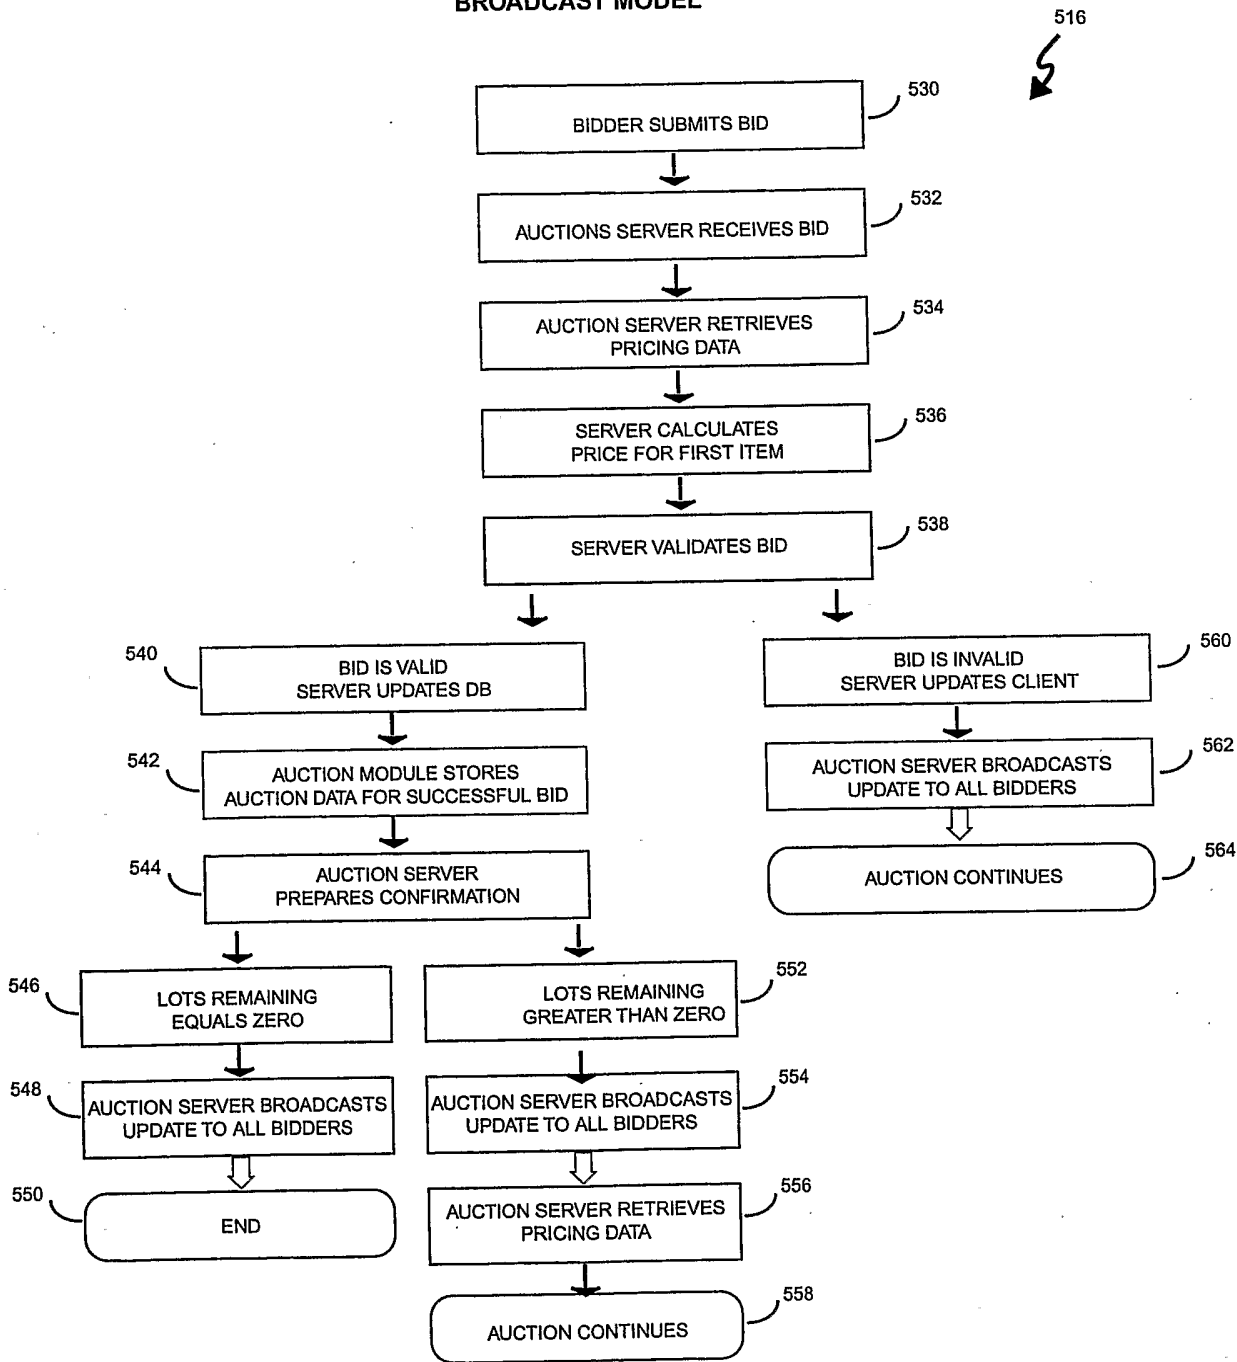 BROADCAST MODEL
516
530
BIDDER SUBMITS BID
532
AUCTIONS SERVER RECEIVES BID
534
AUCTION SERVER RETRIEVES
PRICING DATA
536
SERVER CALCULATES
PRICE FOR FIRST ITEM
538
SERVER VALIDATES BID
540
BID IS VALID
SERVER UPDATES DB
560
BID IS INVALID
SERVER UPDATES CLIENT
542
AUCTION MODULE STORES
AUCTION DATA FOR SUCCESSFUL BID
562
AUCTION SERVER BROADCASTS
UPDATE TO ALL BIDDERS
544
AUCTION SERVER
PREPARES CONFIRMATION
564
AUCTION CONTINUES
546
LOTS REMAINING
EQUALS ZERO
552
LOTS REMAINING
GREATER THAN ZERO
548
AUCTION SERVER BROADCASTS
UPDATE TO ALL BIDDERS
554
AUCTION SERVER BROADCASTS
UPDATE TO ALL BIDDERS
550
END
556
AUCTION SERVER RETRIEVES
PRICING DATA
558
AUCTION CONTINUES